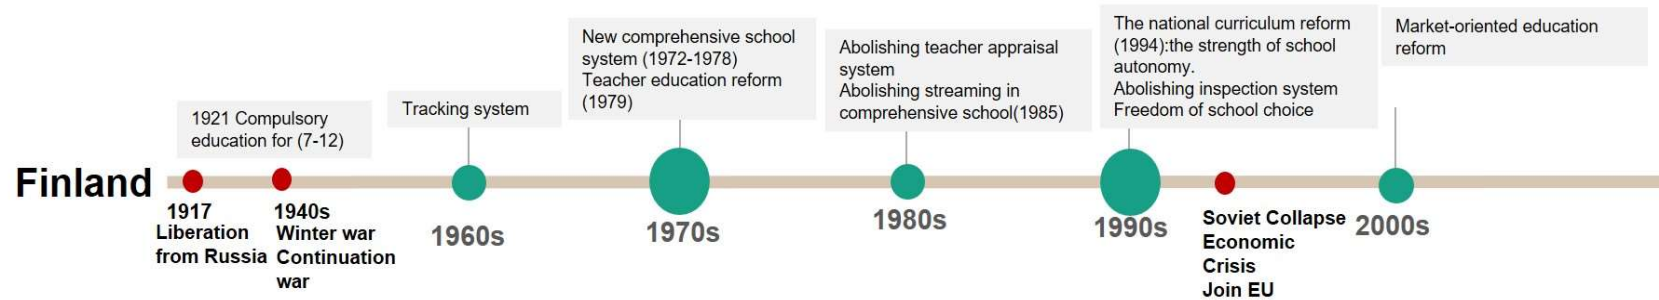 Finland
1921 Compulsory
education for (7-12)
1917
Liberation
from Russia
1940s
Winter war
Continuation
war
Tracking system
1960s
New comprehensive school
system (1972-1978)
Teacher education reform
(1979)
1970s
Abolishing teacher appraisal
system
Abolishing streaming in
comprehensive school(1985)
1980s
The national curriculum reform
(1994):the strength of school
autonomy.
Abolishing inspection system
Freedom of school choice
1990s
Soviet Collapse
Economic
Crisis
Join EU
Market-oriented education
reform
2000s